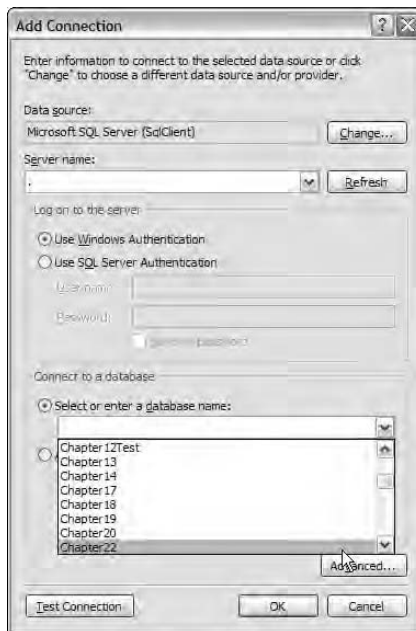 Add Connection
Enter information to connect to the selected data source or click
"Change" to choose a different data source and/or provider.
Data source:
Microsoft SQL Server (SqlClient)
Change...
Server name:
.
Refresh
Log on to the server
Use Windows Authentication
Use SQL Server Authentication
User name:
Password:
Save my password
Connect to a database
Select or enter a database name:
Chapter12Test
Chapter13
Chapter14
Chapter17
Chapter18
Chapter19
Chapter20
Chapter22
Advanced...
Test Connection
OK
Cancel